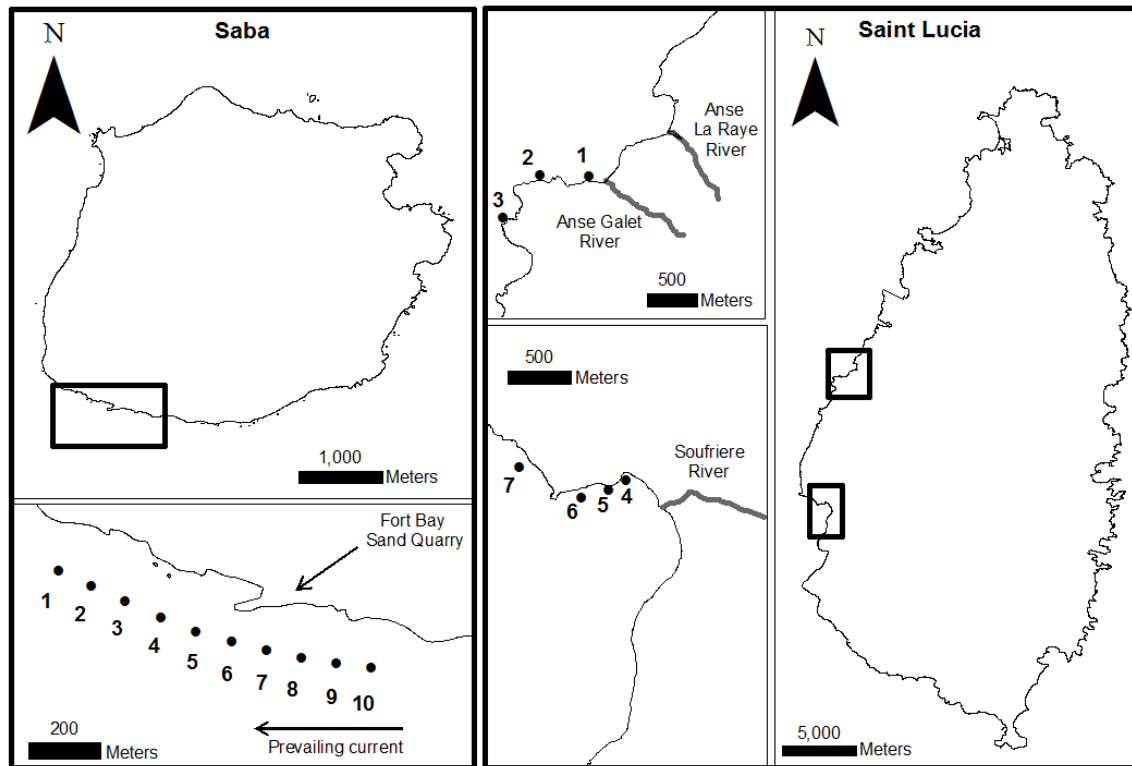 Saba
N
1,000
Meters
Fort Bay
Sand Quarry
1
2
3
4
5
6
7
8
9
10
200
Meters
Prevailing current
Anse
La Raye
River
2
1
3
Anse Galet
River
500
Meters
500
Meters
Soufriere
River
7
6
5
4
Saint Lucia
N
5,000
Meters